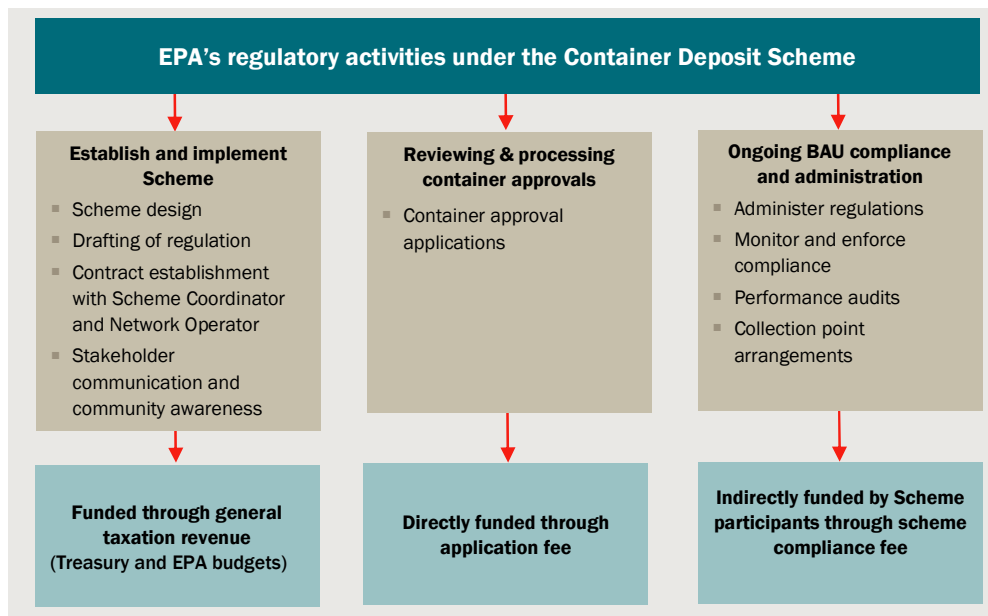 EPA's regulatory activities under the Container Deposit Scheme
Establish and implement
Scheme
▪ Scheme design
▪ Drafting of regulation
▪ Contract establishment
with Scheme Coordinator
and Network Operator
▪ Stakeholder
communication and
community awareness
Funded through general
taxation revenue
(Treasury and EPA budgets)
Reviewing & processing
container approvals
▪ Container approval
applications
Directly funded through
application fee
Ongoing BAU compliance
and administration
▪ Administer regulations
▪ Monitor and enforce
compliance
▪ Performance audits
▪ Collection point
arrangements
Indirectly funded by Scheme
participants through scheme
compliance fee